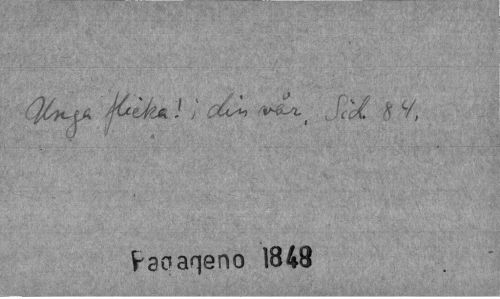 Unga flicka! i din vår. Sid. 84.
Papageno 1848